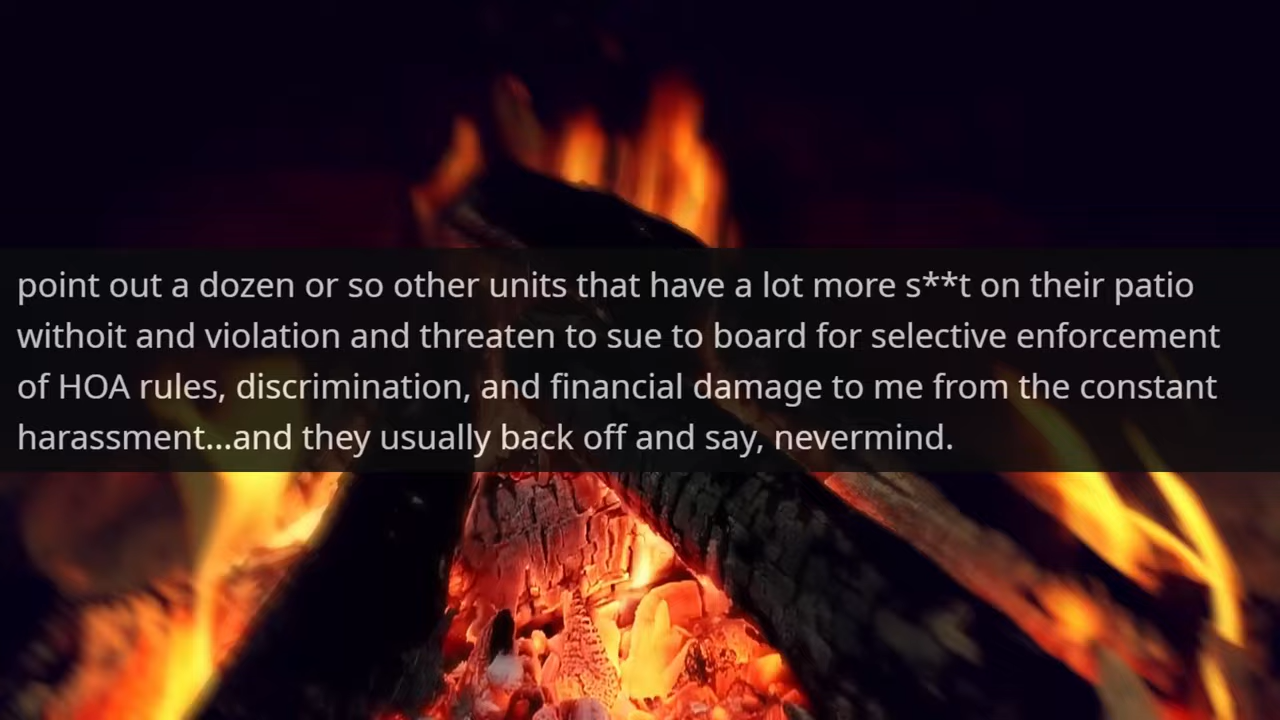 point out a dozen or so other units that have a lot more s**t on their patio
withoit and violation and threaten to sue to board for selective enforcement
of HOA rules, discrimination, and financial damage to me from the constant
harassment...and they usually back off and say, nevermind.